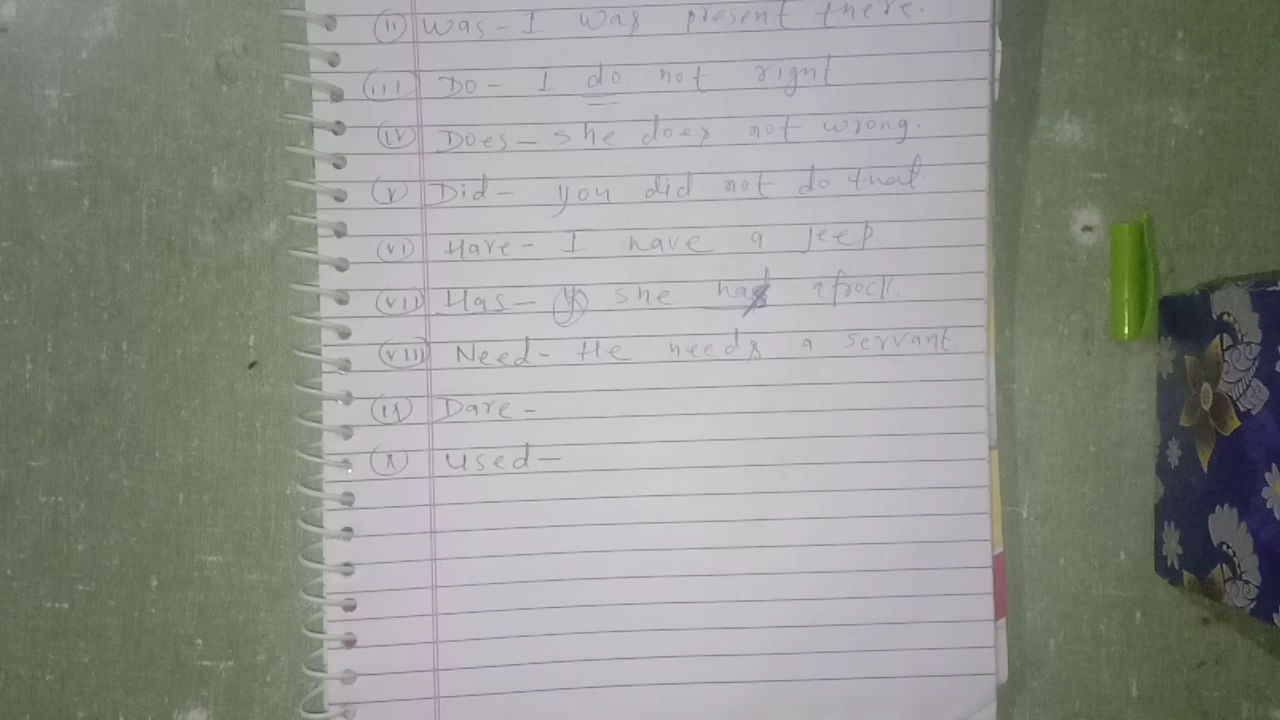 (ii) Was - I was present there.
(iii) Do - I do not right
(iv) Does - she does not wrong.
(v) Did - you did not do that.
(vi) Have - I have a jeep
(vii) Has - she has a frock.
(viii) Need - He needs a servant
(ix) Dare -
(x) used -